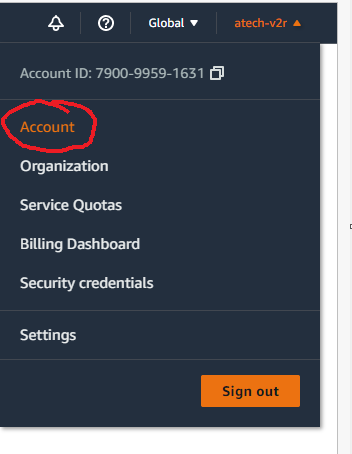 Global atech-v2r
Account ID: 7900-9959-1631
Account
Organization
Service Quotas
Billing Dashboard
Security credentials
Settings
Sign out